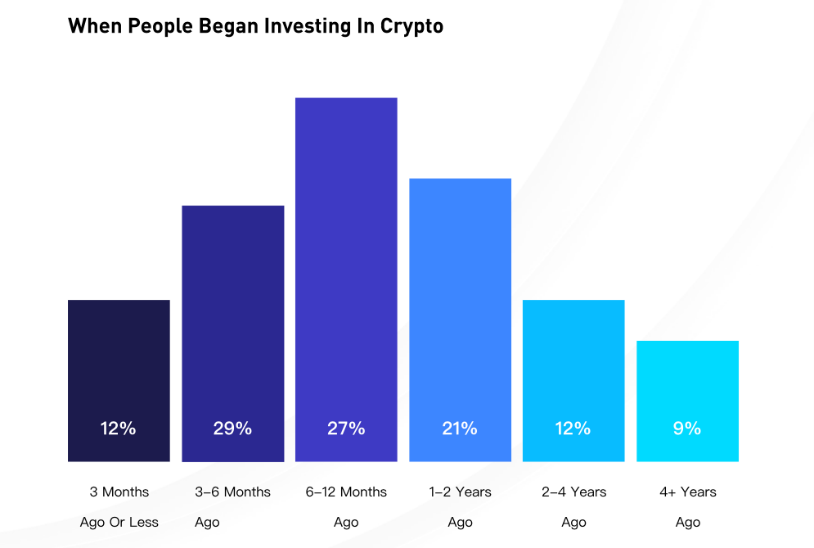 When People Began Investing In Crypto
12% 29% 27% 21% 12% 9%
3 Months 3–6 Months 6–12 Months 1–2 Years 2–4 Years 4+ Years
Ago Or Less Ago Ago Ago Ago Ago